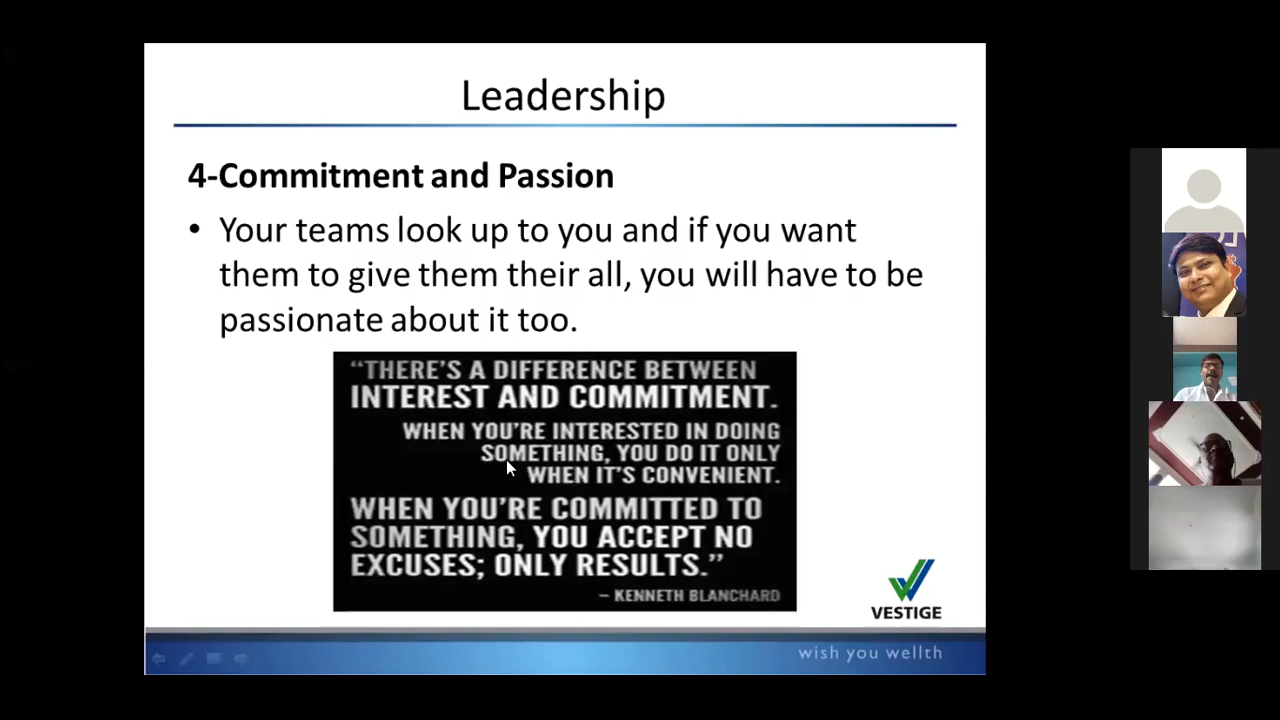 Leadership
4-Commitment and Passion
• Your teams look up to you and if you want
them to give them their all, you will have to be
passionate about it too.
“THERE’S A DIFFERENCE BETWEEN
INTEREST AND COMMITMENT.
WHEN YOU’RE INTERESTED IN DOING
SOMETHING, YOU DO IT ONLY
WHEN IT’S CONVENIENT.
WHEN YOU’RE COMMITTED TO
SOMETHING, YOU ACCEPT NO
EXCUSES; ONLY RESULTS.”
– KENNETH BLANCHARD
VESTIGE
wish you wellth